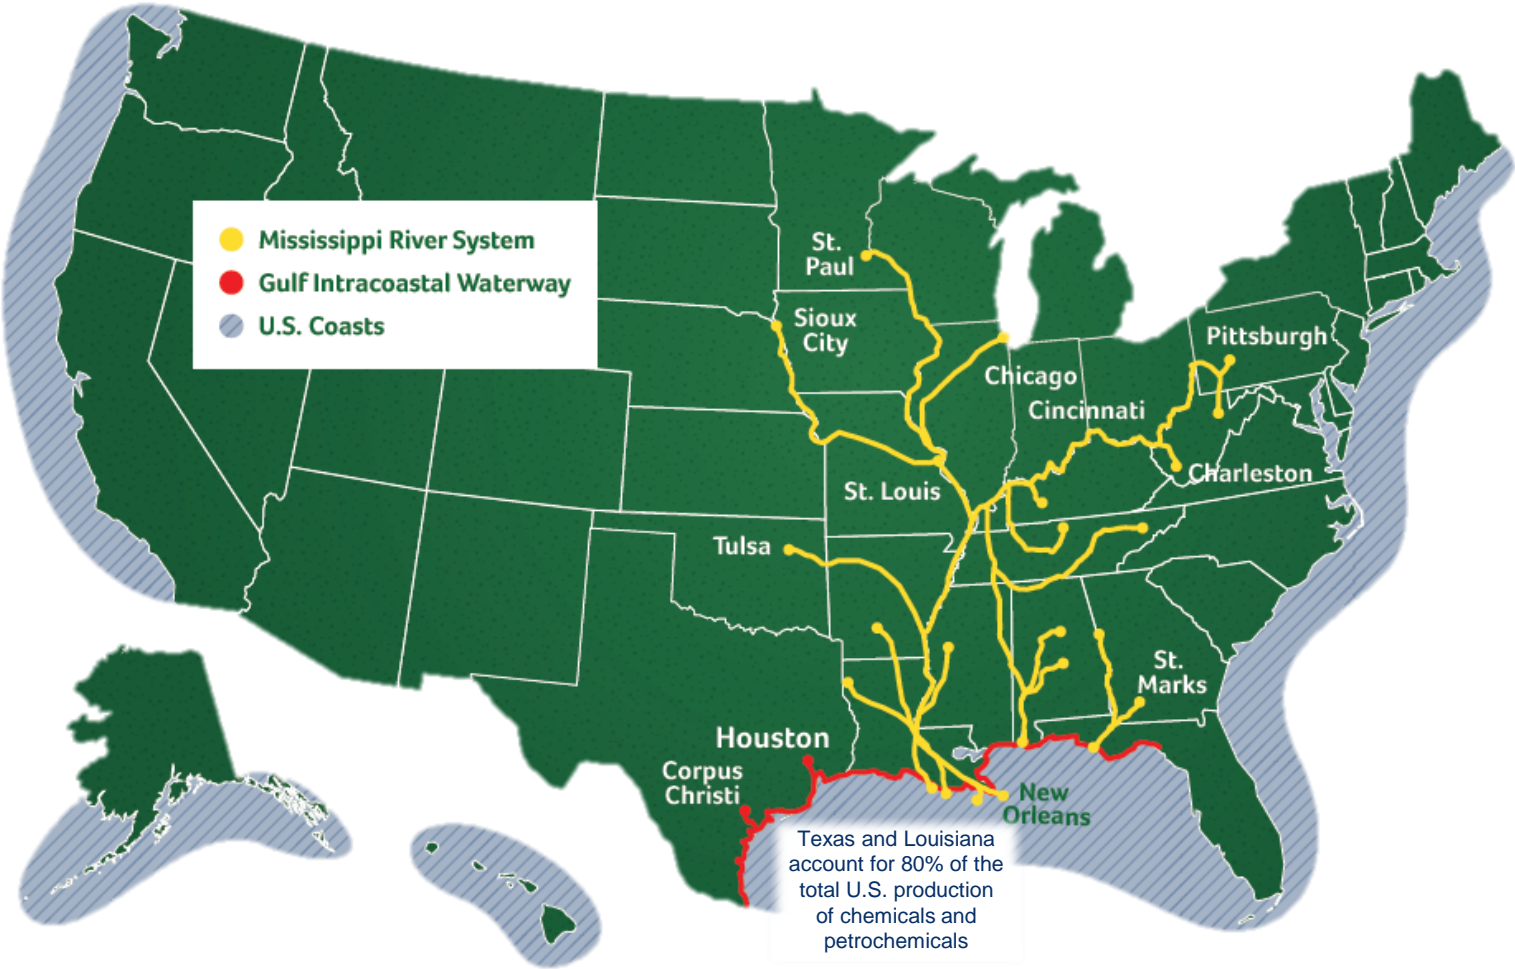 Mississippi River System
Gulf Intracoastal Waterway
U.S. Coasts
St.
Paul
Sioux
City
Pittsburgh
Chicago
Cincinnati
Charleston
St. Louis
Tulsa
St.
Marks
Houston
Corpus
Christi
New
Orleans
Texas and Louisiana
account for 80% of the
total U.S. production
of chemicals and
petrochemicals